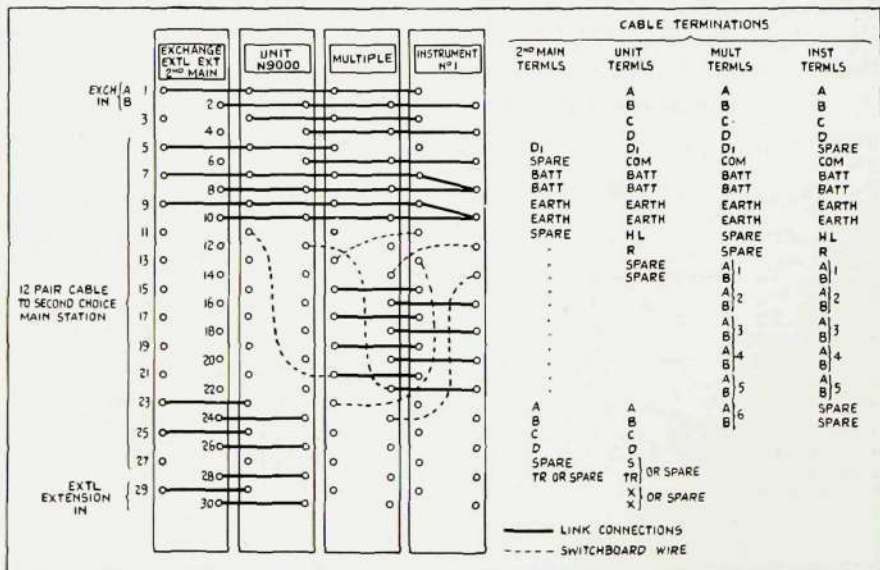 CABLE TERMINATIONS
EXCHANGE
EXTL EXT
2ND MAIN
UNIT
N9000
MULTIPLE
INSTRUMENT
No 1
2ND MAIN TERMLS
UNIT TERMLS
MULT TERMLS
INST TERMLS
EXCH IN { A B
1
2
3
4
5
6
7
8
9
10
11
12
13
14
15
16
17
18
19
20
21
22
23
24
25
26
27
28
29
30
12 PAIR CABLE
TO SECOND CHOICE
MAIN STATION
EXTL
EXTENSION
IN
A A A
B B B
C C C
D D D
D1 D1 D1 SPARE
SPARE COM COM COM
BATT BATT BATT BATT
BATT BATT BATT BATT
EARTH EARTH EARTH EARTH
EARTH EARTH EARTH EARTH
SPARE HL SPARE HL
" R SPARE R
" SPARE A } 1 A } 1
" SPARE B B
" A } 2 A } 2
" B B
" A } 3 A } 3
" B B
" A } 4 A } 4
" B B
" A } 5 A } 5
" B B
A A A } 6 SPARE
B B B SPARE
C C
D D
SPARE S } OR SPARE
TR OR SPARE TR
X } OR SPARE
X
LINK CONNECTIONS
SWITCHBOARD WIRE